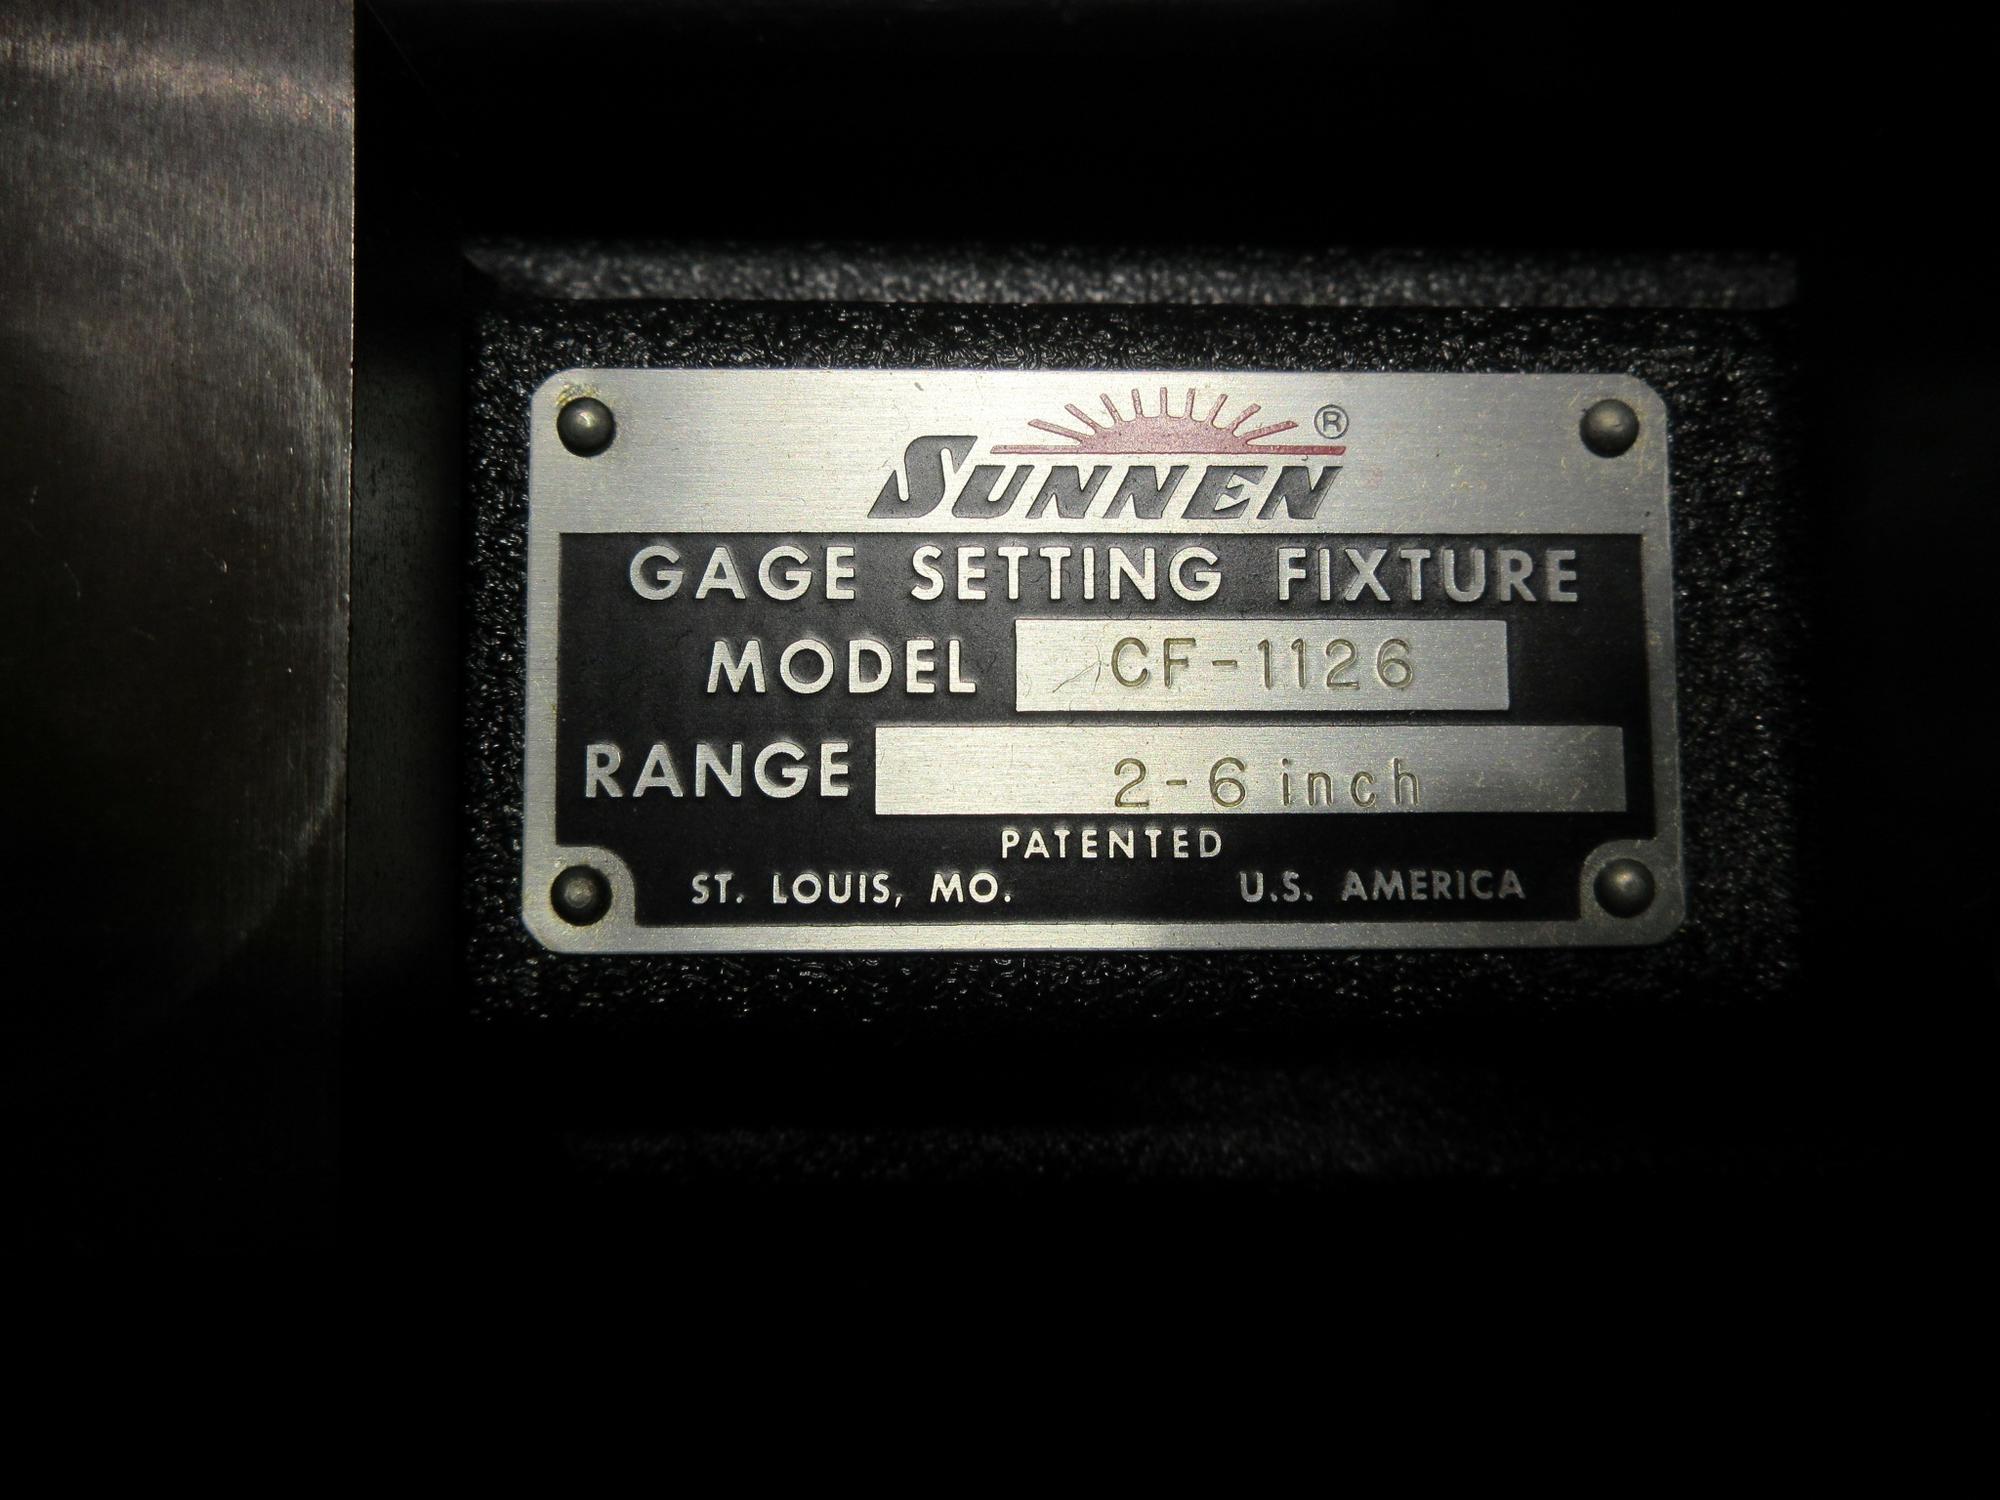 SUNNEN®
GAGE SETTING FIXTURE
MODEL CF-1126
RANGE 2-6 inch
PATENTED
ST. LOUIS, MO. U.S. AMERICA